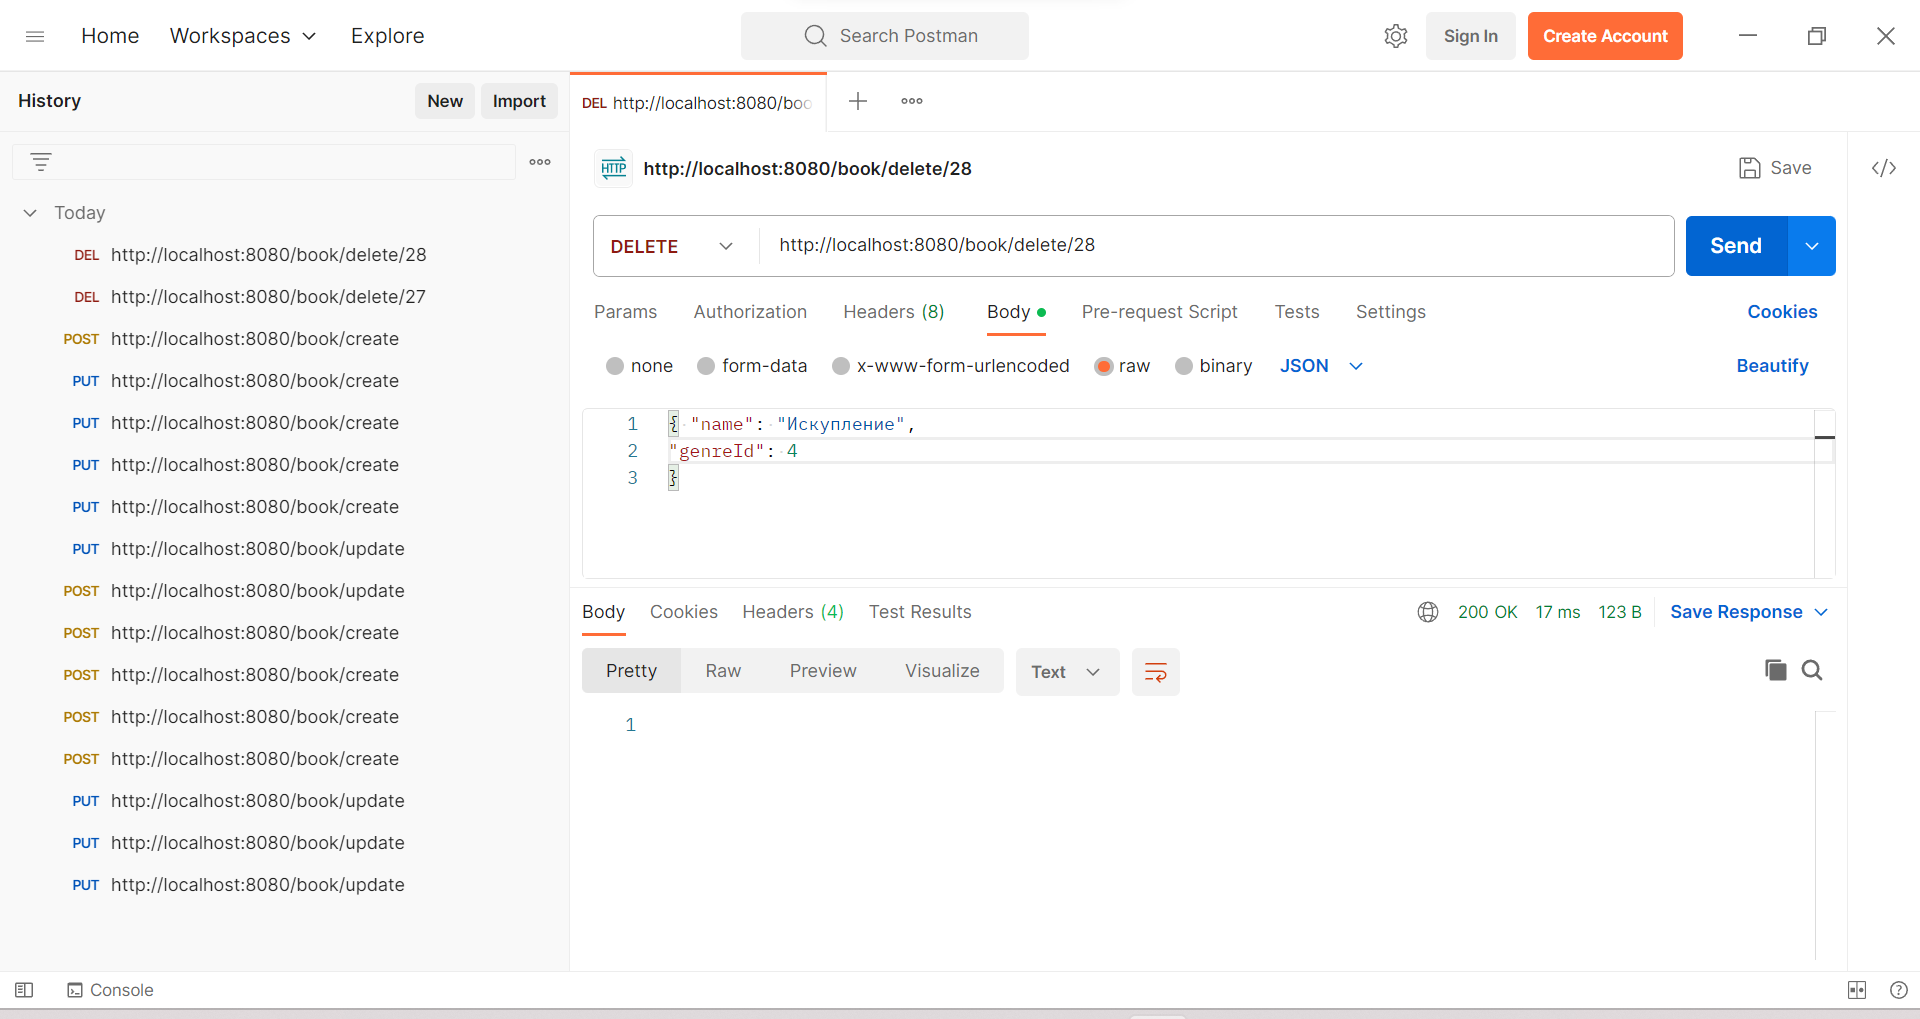 Home Workspaces Explore Search Postman Sign In Create Account
History New Import
DEL http://localhost:8080/boo
HTTP http://localhost:8080/book/delete/28 Save
Today
DEL http://localhost:8080/book/delete/28
DEL http://localhost:8080/book/delete/27
POST http://localhost:8080/book/create
PUT http://localhost:8080/book/create
PUT http://localhost:8080/book/create
PUT http://localhost:8080/book/create
PUT http://localhost:8080/book/create
PUT http://localhost:8080/book/update
POST http://localhost:8080/book/update
POST http://localhost:8080/book/create
POST http://localhost:8080/book/create
POST http://localhost:8080/book/create
POST http://localhost:8080/book/create
PUT http://localhost:8080/book/update
PUT http://localhost:8080/book/update
PUT http://localhost:8080/book/update
DELETE http://localhost:8080/book/delete/28 Send
Params Authorization Headers (8) Body Pre-request Script Tests Settings Cookies
none form-data x-www-form-urlencoded raw binary JSON Beautify
1 { "name": "Искупление",
2 "genreId": 4
3 }
Body Cookies Headers (4) Test Results 200 OK 17 ms 123 B Save Response
Pretty Raw Preview Visualize Text
1
Console